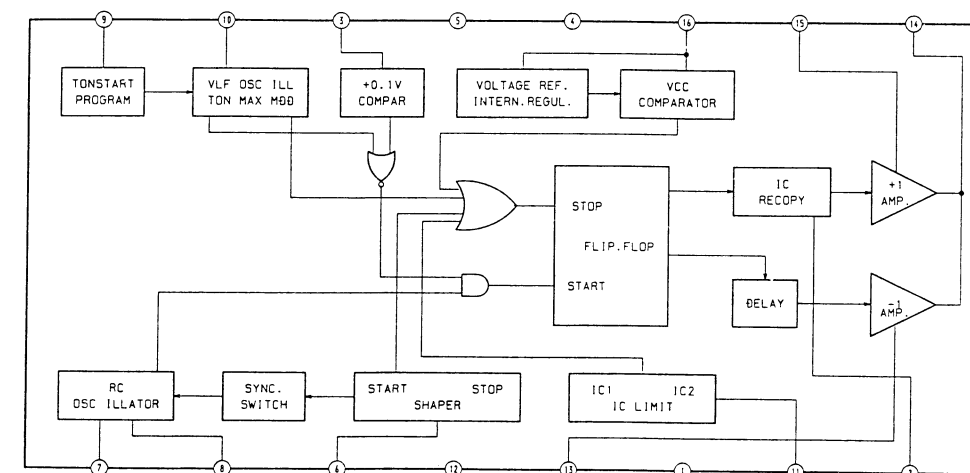 9 10 3 5 4 16 15 14
TONSTART
PROGRAM
VLF OSC ILL
TON MAX MOD
+0.1V
COMPAR
VOLTAGE REF.
INTERN.REGUL.
VCC
COMPARATOR
STOP
FLIP.FLOP
START
IC
RECOPY
+1
AMP.
DELAY
-1
AMP.
RC
OSC ILLATOR
SYNC.
SWITCH
START STOP
SHAPER
IC1 IC2
IC LIMIT
7 8 6 12 13 1 11